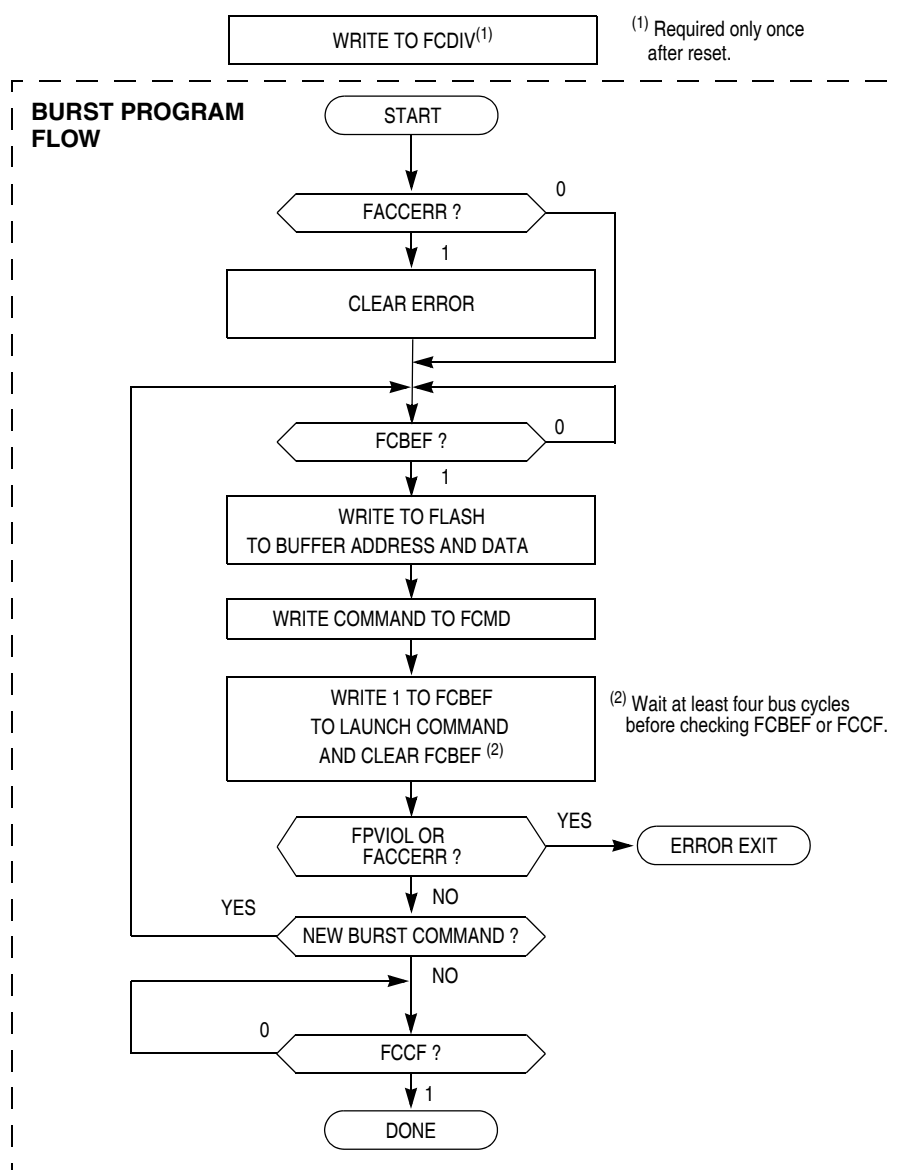 WRITE TO FCDIV(1)
(1) Required only once
after reset.
BURST PROGRAM
FLOW
START
FACCERR ?
0
1
CLEAR ERROR
FCBEF ?
0
1
WRITE TO FLASH
TO BUFFER ADDRESS AND DATA
WRITE COMMAND TO FCMD
WRITE 1 TO FCBEF
TO LAUNCH COMMAND
AND CLEAR FCBEF (2)
(2) Wait at least four bus cycles
before checking FCBEF or FCCF.
FPVIOL OR
FACCERR ?
YES
ERROR EXIT
NO
YES
NEW BURST COMMAND ?
NO
0
FCCF ?
1
DONE